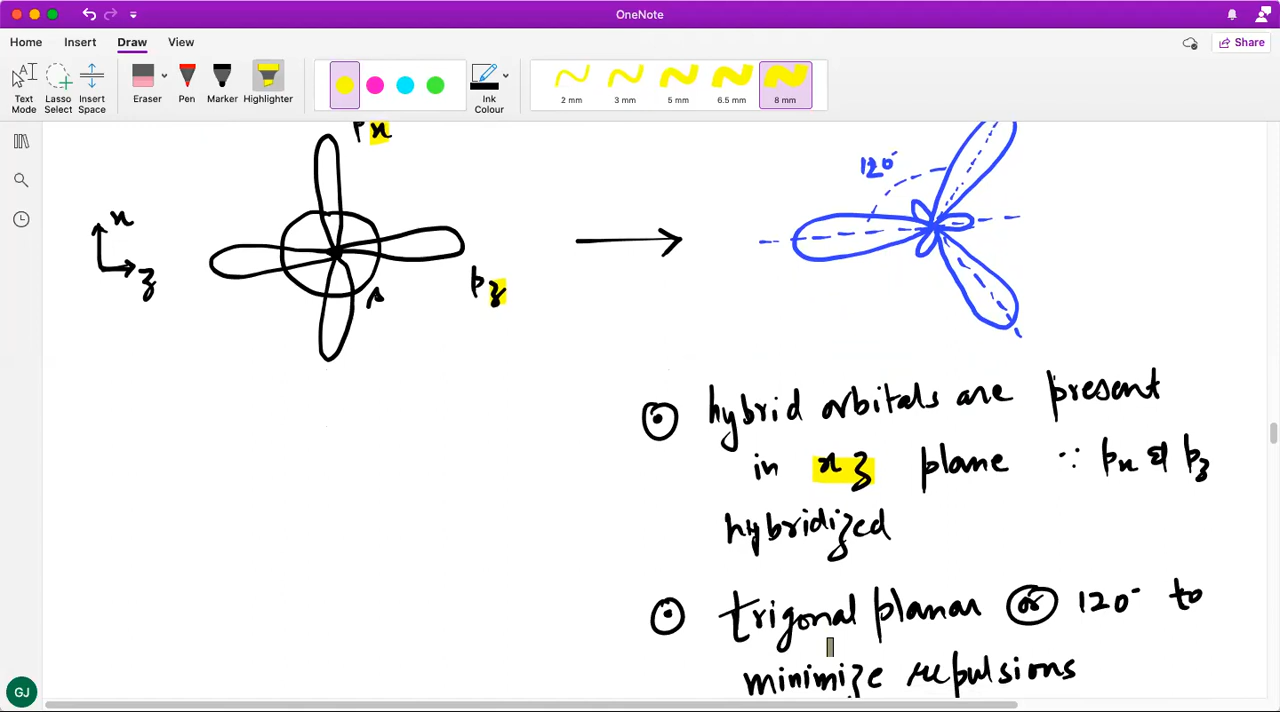 OneNote
Home Insert Draw View
Share
Text Mode
Lasso Select
Insert Space
Eraser
Pen
Marker
Highlighter
Ink Colour
2 mm
3 mm
5 mm
6.5 mm
8 mm
px
120°
x
z
pz
s
hybrid orbitals are present
in xz plane ∵ px & pz
hybridized
trigonal planar or 120° to
minimize repulsions
GJ